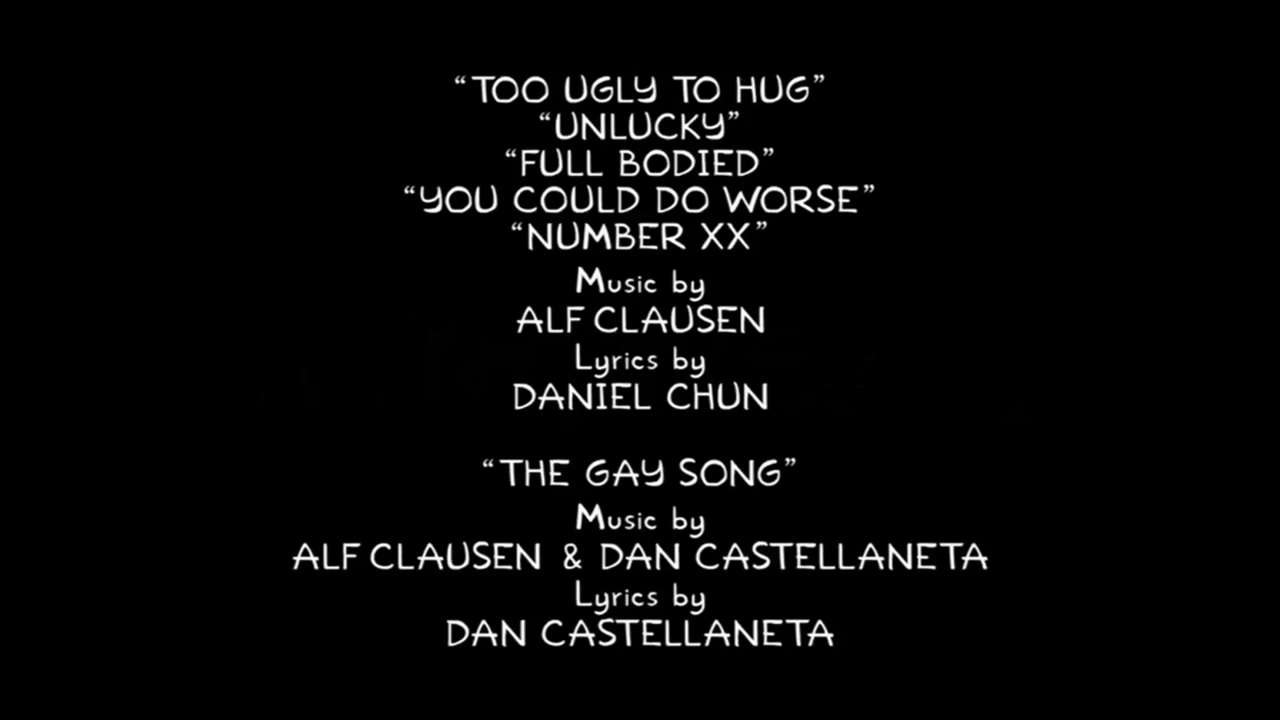 “TOO UGLY TO HUG”
“UNLUCKY”
“FULL BODIED”
“YOU COULD DO WORSE”
“NUMBER XX”
Music by
ALF CLAUSEN
Lyrics by
DANIEL CHUN
“THE GAY SONG”
Music by
ALF CLAUSEN & DAN CASTELLANETA
Lyrics by
DAN CASTELLANETA